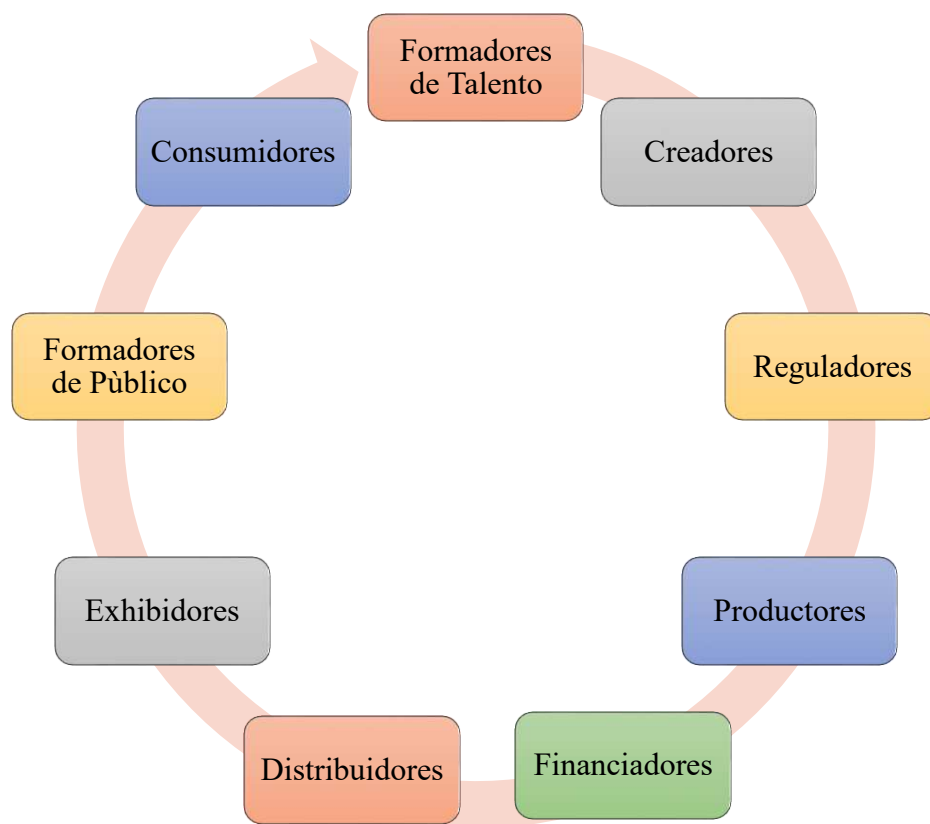 Formadores
de Talento
Creadores
Reguladores
Productores
Financiadores
Distribuidores
Exhibidores
Formadores
de Pùblico
Consumidores